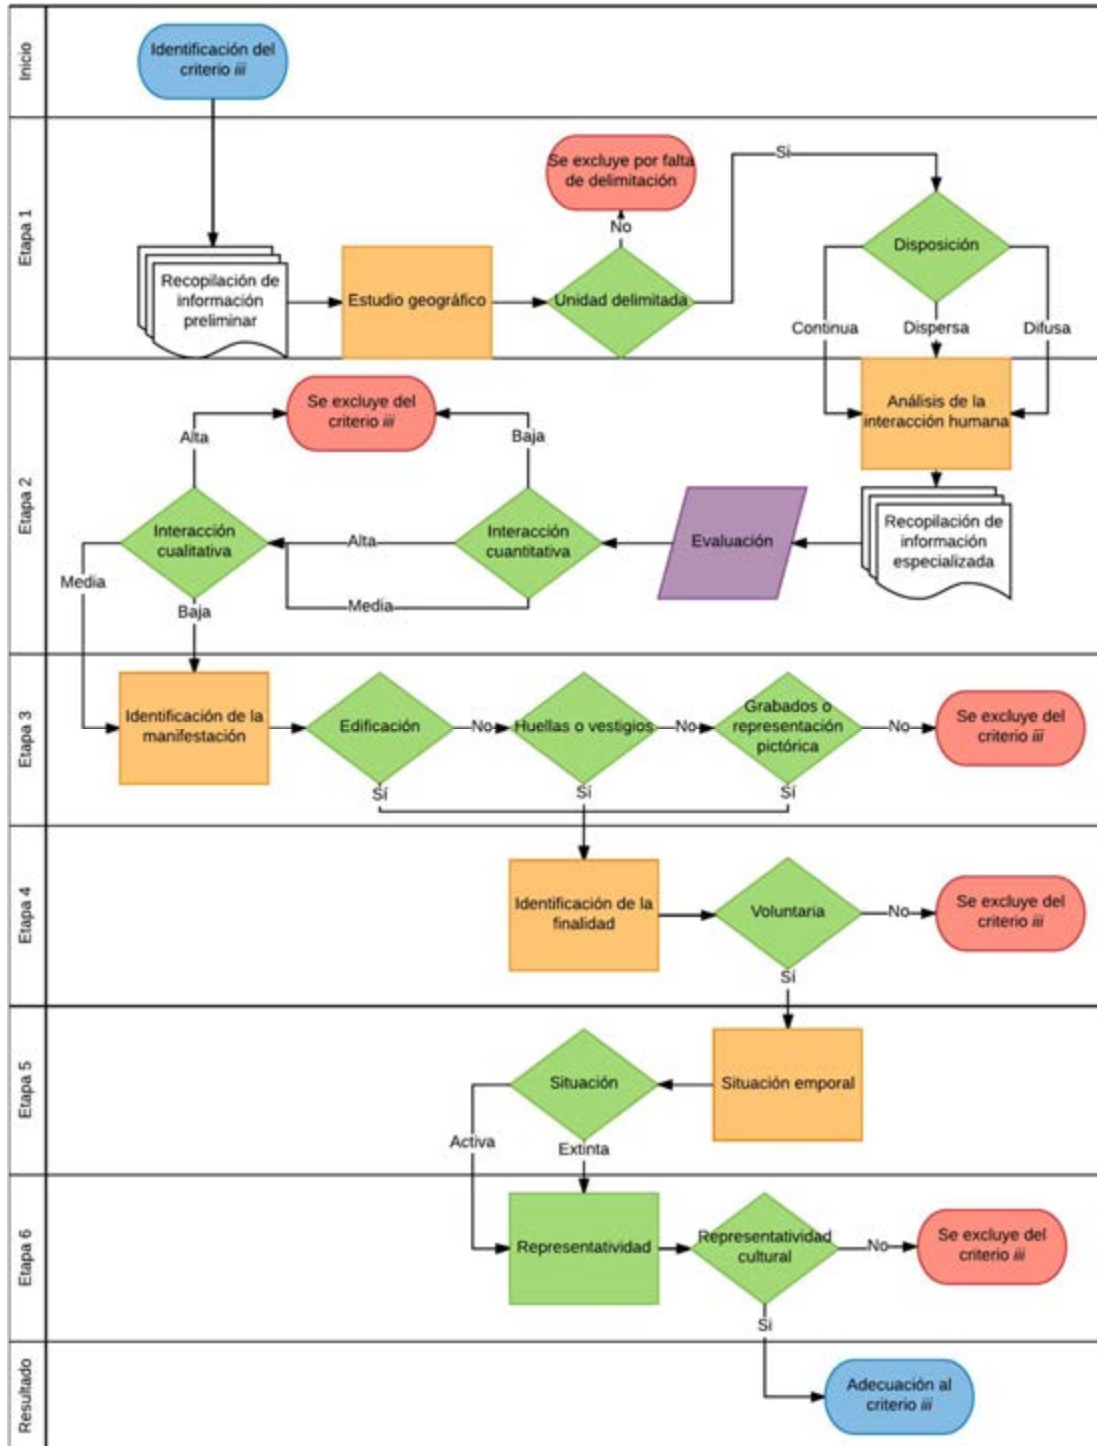 Inicio
Identificación del
criterio iii
Etapa 1
Recopilación de
información
preliminar
Estudio geográfico
Unidad delimitada
No
Se excluye por falta
de delimitación
Si
Disposición
Continua
Dispersa
Difusa
Etapa 2
Análisis de la
interacción humana
Recopilación de
información
especializada
Evaluación
Interacción
cuantitativa
Baja
Alta
Media
Se excluye del
criterio iii
Interacción
cualitativa
Alta
Media
Baja
Etapa 3
Identificación de la
manifestación
Edificación
No
Huellas o vestigios
No
Grabados o
representación
pictórica
No
Se excluye del
criterio iii
Sí
Sí
Sí
Etapa 4
Identificación de la
finalidad
Voluntaria
No
Se excluye del
criterio iii
Sí
Etapa 5
Situación emporal
Situación
Activa
Extinta
Etapa 6
Representatividad
Representatividad
cultural
No
Se excluye del
criterio iii
Si
Resultado
Adecuación al
criterio iii